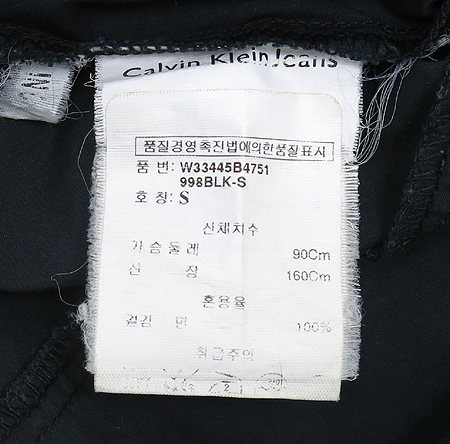 Calvin Klein Jeans
품질경영촉진법에의한품질표시
품 번: W33445B4751
998BLK-S
호 칭: S
신체치수
가슴둘레 90Cm
신 장 160Cm
혼용율
겉감 면 100%
취급주의